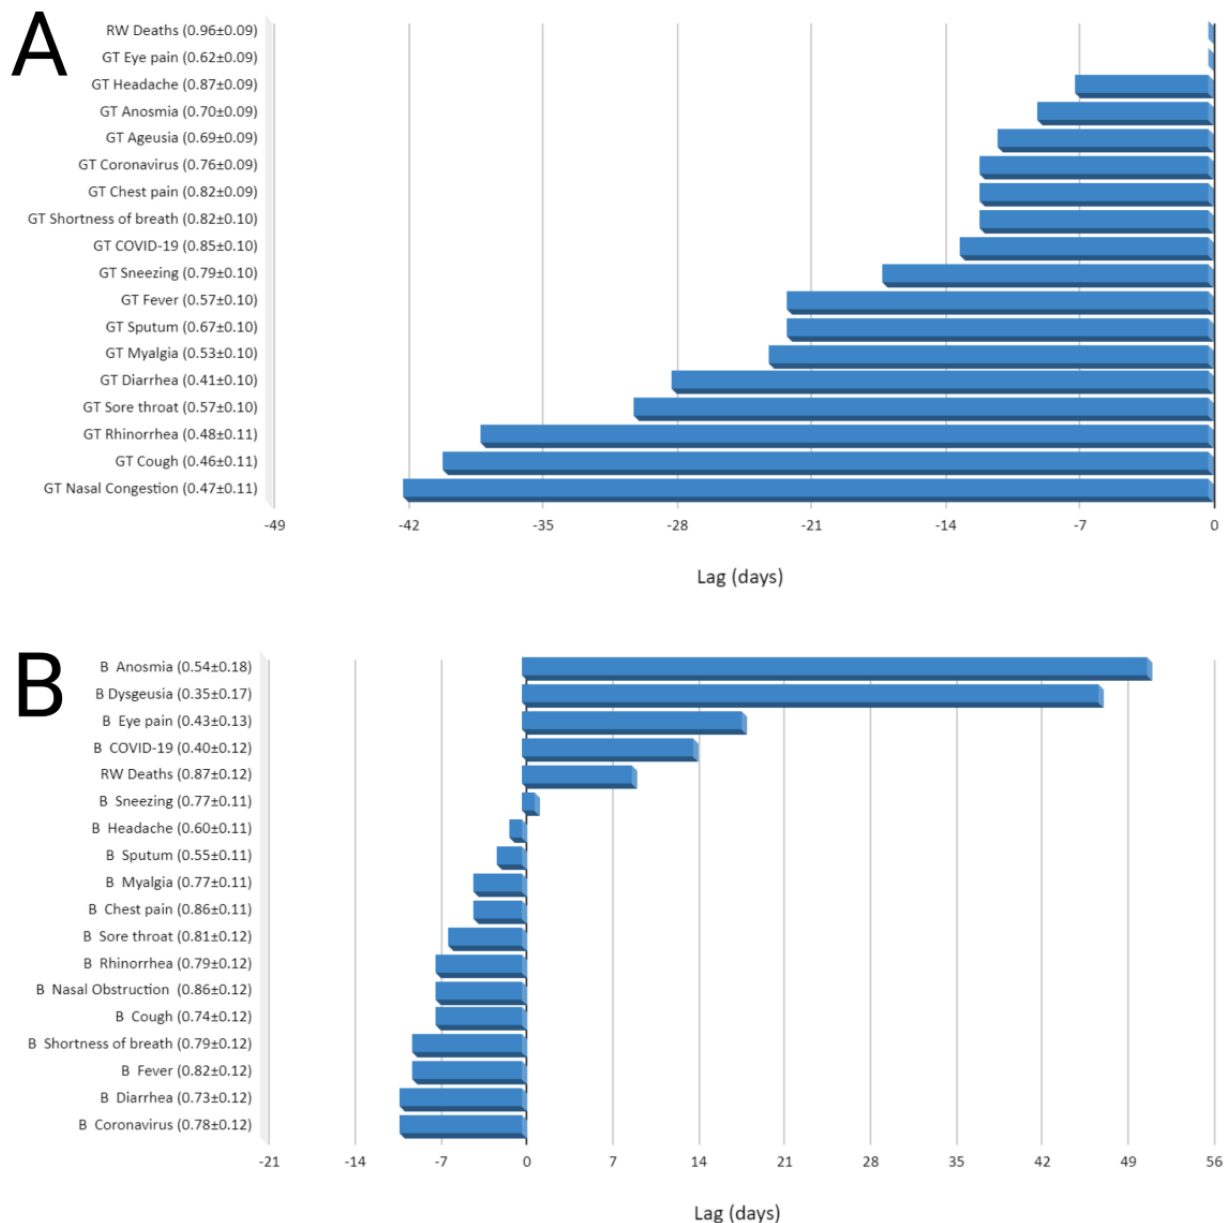 A
RW Deaths (0.96±0.09)
GT Eye pain (0.62±0.09)
GT Headache (0.87±0.09)
GT Anosmia (0.70±0.09)
GT Ageusia (0.69±0.09)
GT Coronavirus (0.76±0.09)
GT Chest pain (0.82±0.09)
GT Shortness of breath (0.82±0.10)
GT COVID-19 (0.85±0.10)
GT Sneezing (0.79±0.10)
GT Fever (0.57±0.10)
GT Sputum (0.67±0.10)
GT Myalgia (0.53±0.10)
GT Diarrhea (0.41±0.10)
GT Sore throat (0.57±0.10)
GT Rhinorrhea (0.48±0.11)
GT Cough (0.46±0.11)
GT Nasal Congestion (0.47±0.11)
-49 -42 -35 -28 -21 -14 -7 0
Lag (days)
B
B Anosmia (0.54±0.18)
B Dysgeusia (0.35±0.17)
B Eye pain (0.43±0.13)
B COVID-19 (0.40±0.12)
RW Deaths (0.87±0.12)
B Sneezing (0.77±0.11)
B Headache (0.60±0.11)
B Sputum (0.55±0.11)
B Myalgia (0.77±0.11)
B Chest pain (0.86±0.11)
B Sore throat (0.81±0.12)
B Rhinorrhea (0.79±0.12)
B Nasal Obstruction (0.86±0.12)
B Cough (0.74±0.12)
B Shortness of breath (0.79±0.12)
B Fever (0.82±0.12)
B Diarrhea (0.73±0.12)
B Coronavirus (0.78±0.12)
-21 -14 -7 0 7 14 21 28 35 42 49 56
Lag (days)